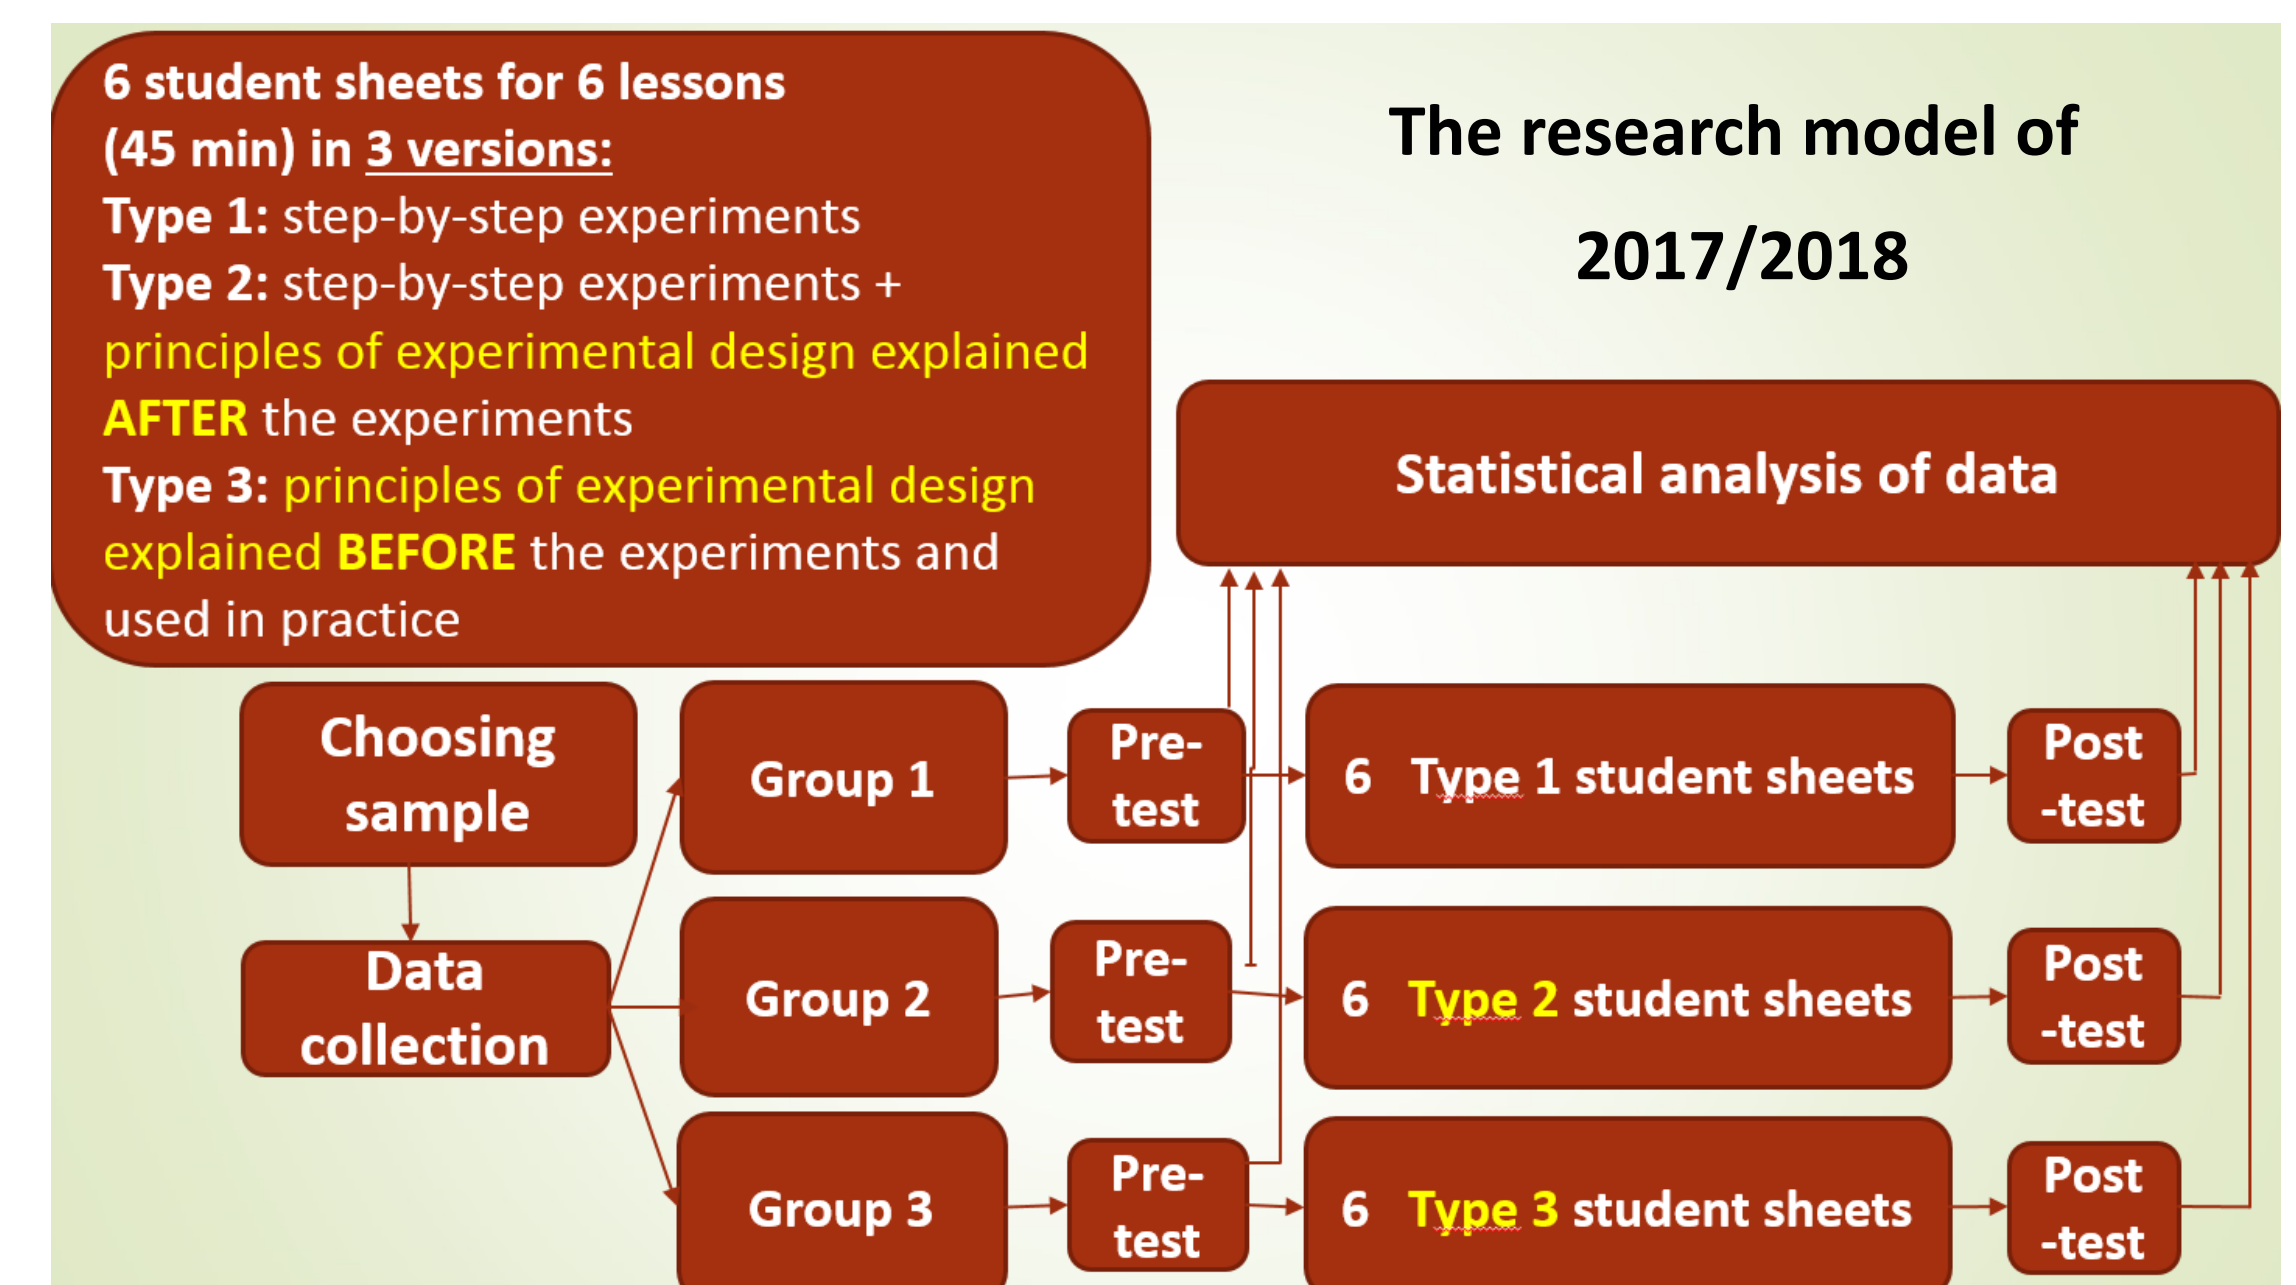 6 student sheets for 6 lessons
(45 min) in 3 versions:
Type 1: step-by-step experiments
Type 2: step-by-step experiments +
principles of experimental design explained
AFTER the experiments
Type 3: principles of experimental design
explained BEFORE the experiments and
used in practice
The research model of
2017/2018
Statistical analysis of data
Choosing
sample
Data
collection
Group 1
Pre-
test
6 Type 1 student sheets
Post
-test
Group 2
Pre-
test
6 Type 2 student sheets
Post
-test
Group 3
Pre-
test
6 Type 3 student sheets
Post
-test